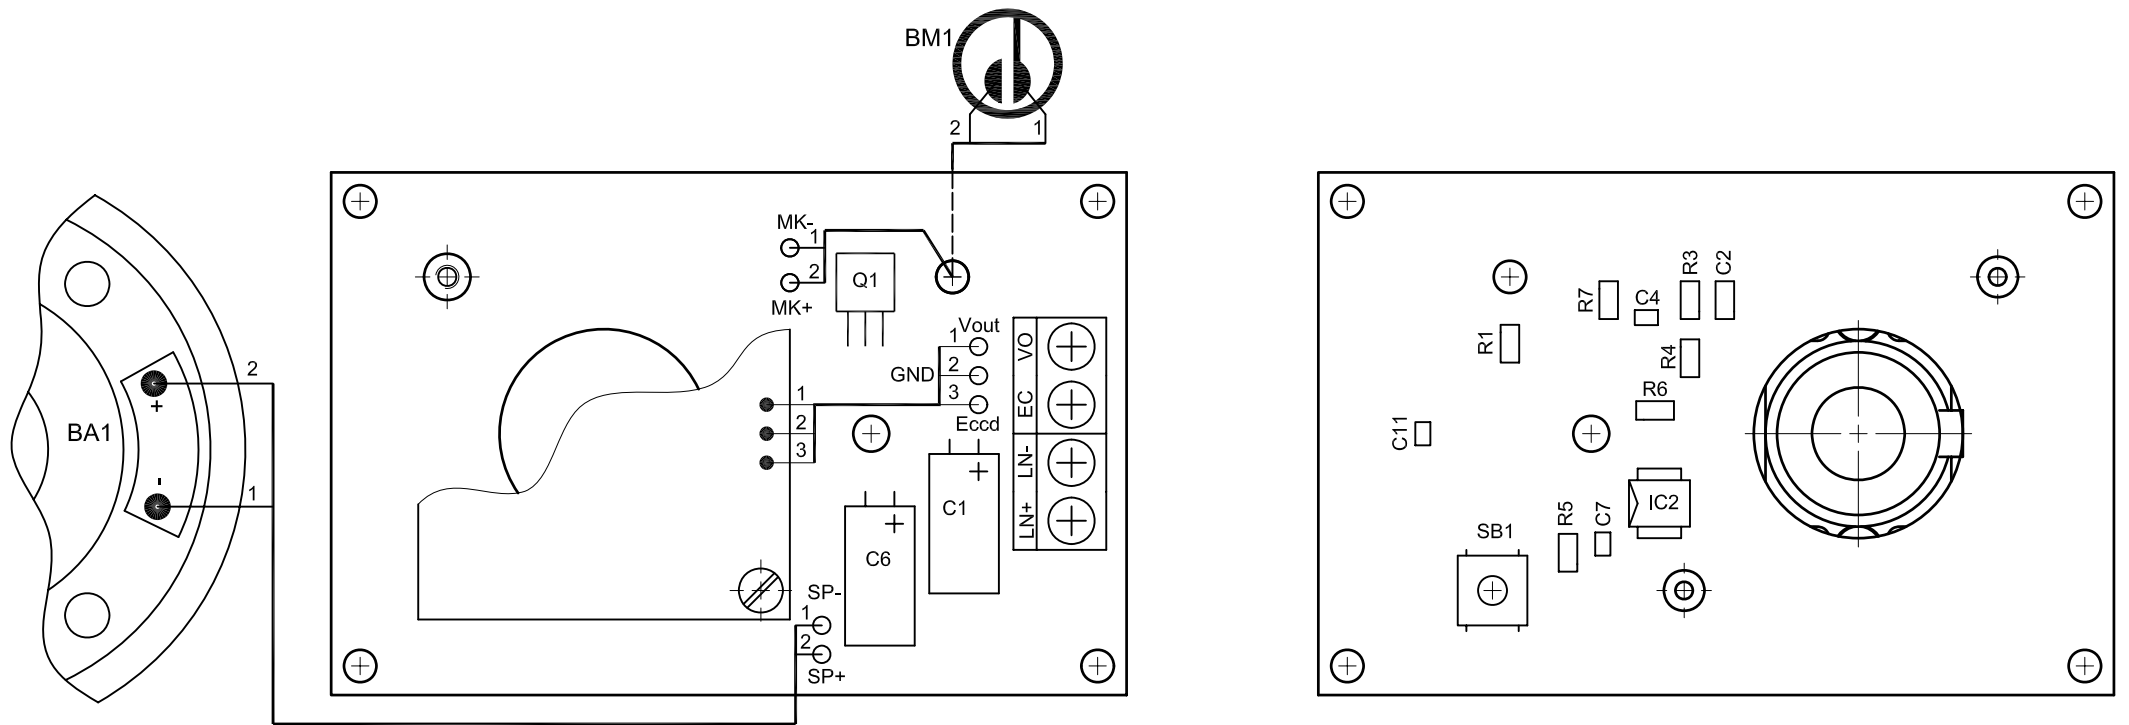 BM1
2 1
MK-
1
2
MK+
Q1
2
+
BA1
-
1
1 Vout
2
GND
3
Eccd
1
2
3
VO
EC
LN-
LN+
+
C1
+
C6
SP-
1
2
SP+
R7
C4
R3
C2
R1
R4
R6
C11
IC2
R5
C7
SB1